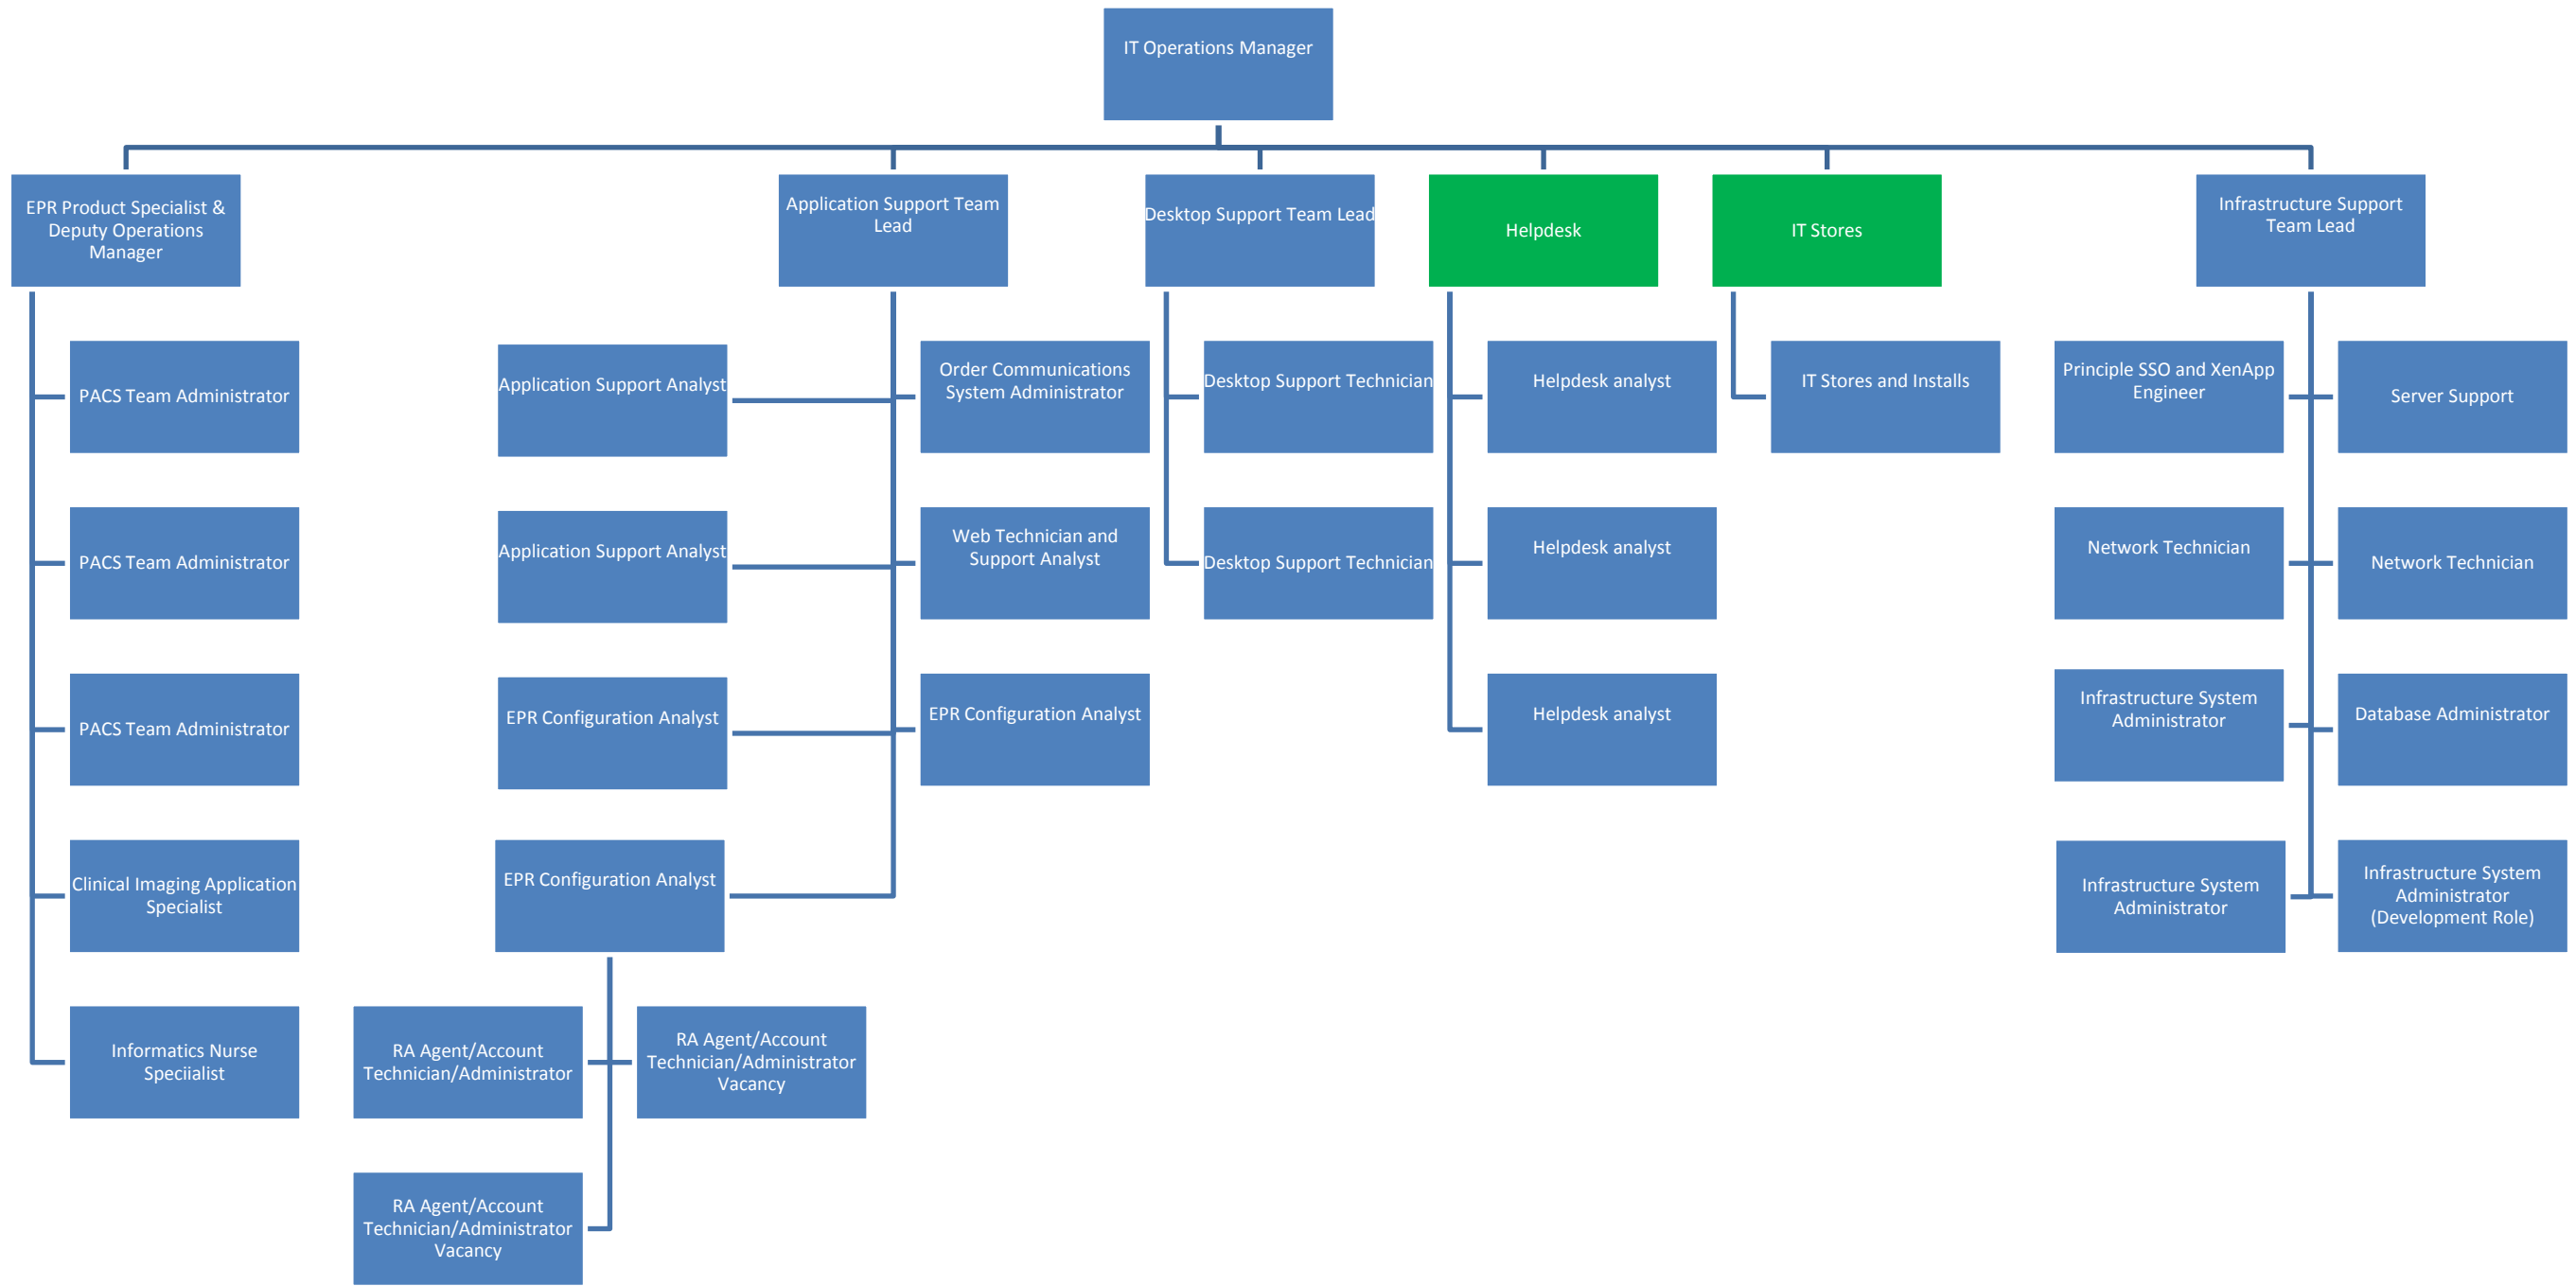 IT Operations Manager
EPR Product Specialist &
Deputy Operations
Manager
Application Support Team
Lead
Desktop Support Team Lead
Helpdesk
IT Stores
Infrastructure Support
Team Lead
PACS Team Administrator
Application Support Analyst
Order Communications
System Administrator
Desktop Support Technician
Helpdesk analyst
IT Stores and Installs
Principle SSO and XenApp
Engineer
Server Support
PACS Team Administrator
Application Support Analyst
Web Technician and
Support Analyst
Desktop Support Technician
Helpdesk analyst
Network Technician
Network Technician
PACS Team Administrator
EPR Configuration Analyst
EPR Configuration Analyst
Helpdesk analyst
Infrastructure System
Administrator
Database Administrator
Clinical Imaging Application
Specialist
EPR Configuration Analyst
Infrastructure System
Administrator
Infrastructure System
Administrator
(Development Role)
Informatics Nurse
Speciialist
RA Agent/Account
Technician/Administrator
RA Agent/Account
Technician/Administrator
Vacancy
RA Agent/Account
Technician/Administrator
Vacancy